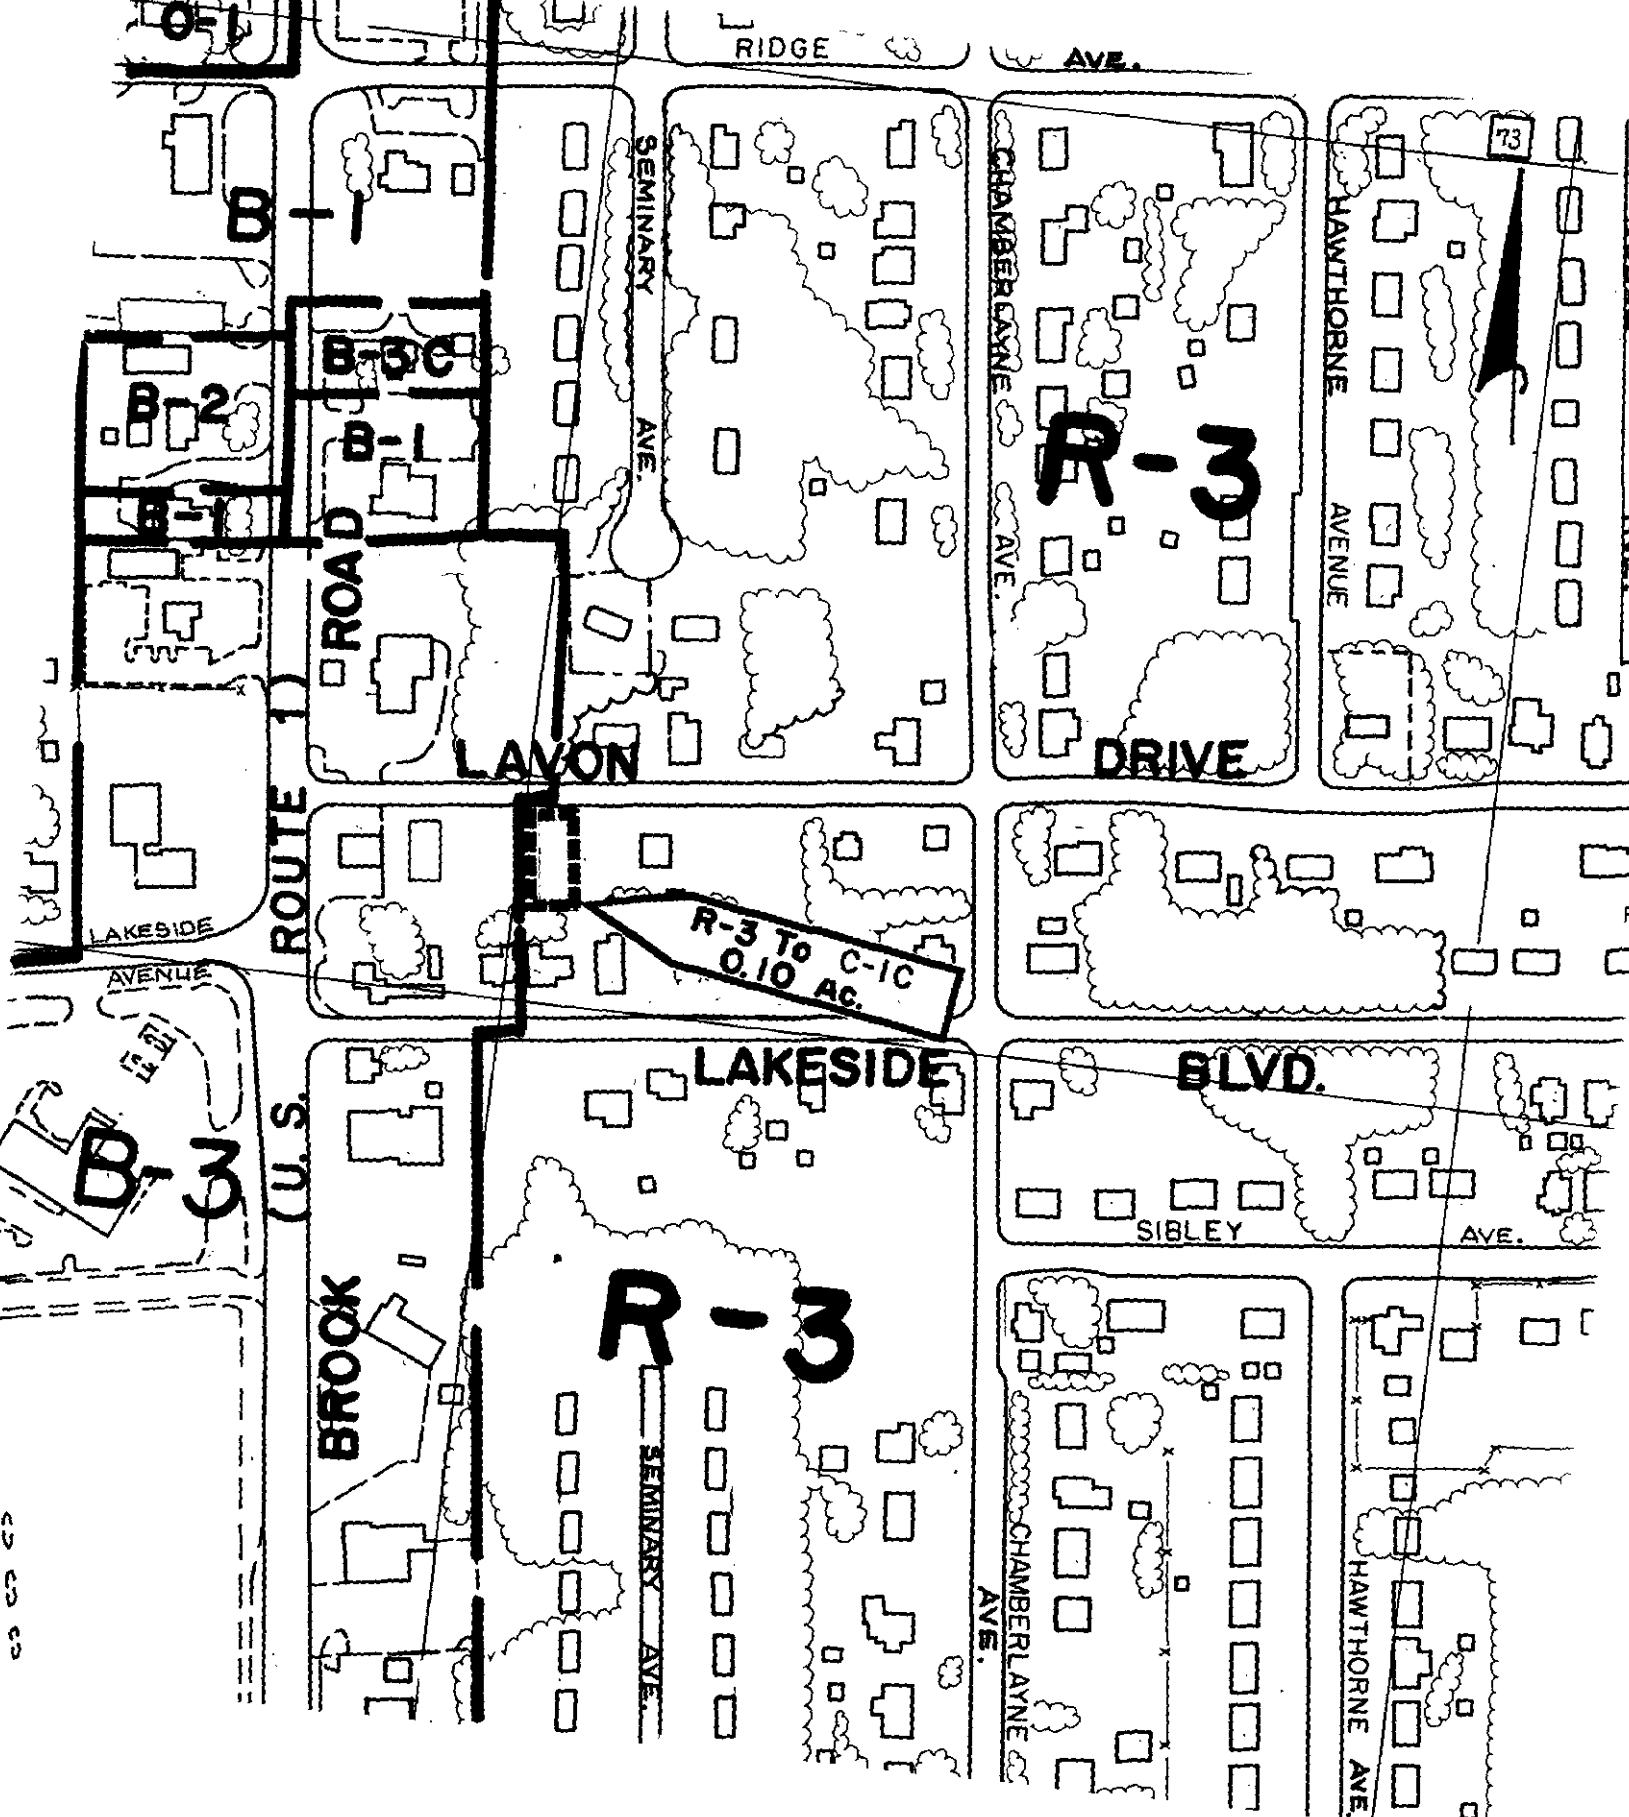 O-1
RIDGE AVE.
73
B-1
SEMINARY AVE.
CHAMBERLAYNE AVE.
HAWTHORNE AVENUE
B-3C
B-2
B-1
R-3
B-1
LAVON DRIVE
LAKESIDE AVENUE
R-3 To C-1C
0.10 Ac.
LAKESIDE BLVD.
B-3
SIBLEY AVE.
BROOK ROAD
(U.S. ROUTE 1)
R-3
SEMINARY AVE.
CHAMBERLAYNE AVE.
HAWTHORNE AVE.